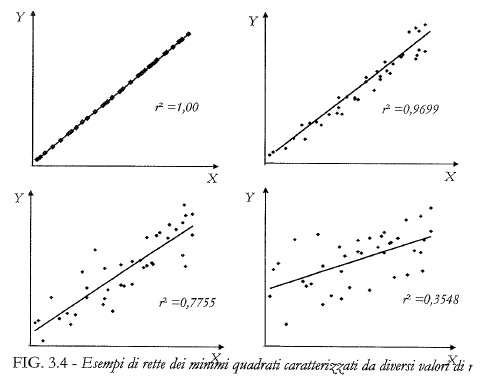 Y
r² =1,00
X
Y
r² =0,9699
X
Y
r² =0,7755
X
Y
r² =0,3548
X
FIG. 3.4 - Esempi di rette dei minimi quadrati caratterizzati da diversi valori di r